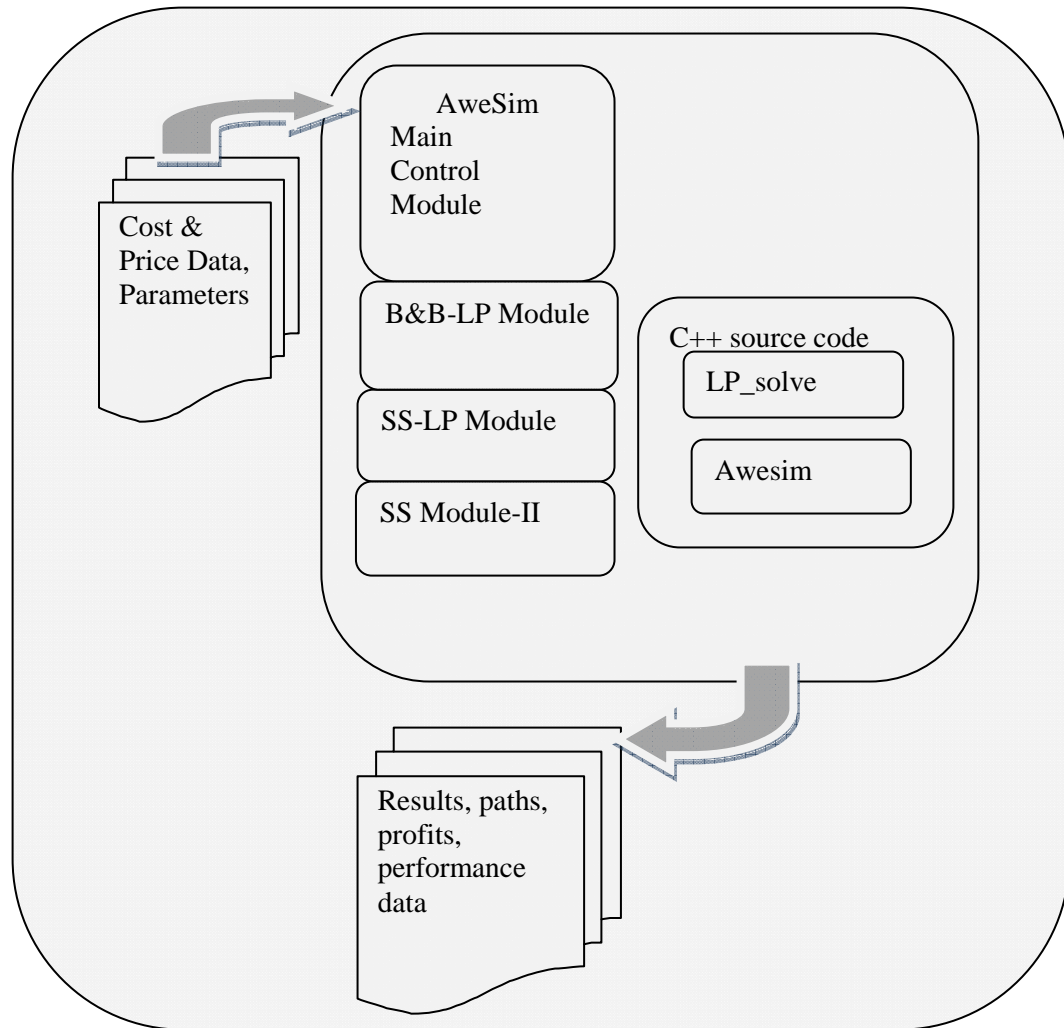 AweSim
Main
Control
Module
Cost &
Price Data,
Parameters
B&B-LP Module
SS-LP Module
SS Module-II
C++ source code
LP_solve
Awesim
Results, paths,
profits,
performance
data